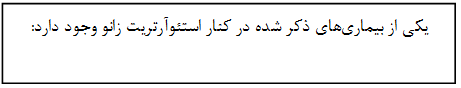 یکی از بیماری‌های ذکر شده در کنار استئوآرتریت زانو وجود دارد: